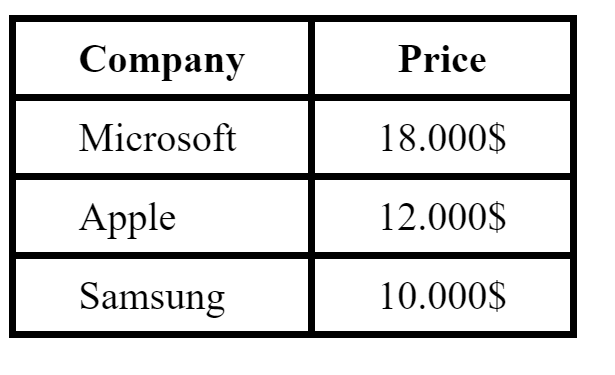 Company Price
Microsoft 18.000$
Apple 12.000$
Samsung 10.000$